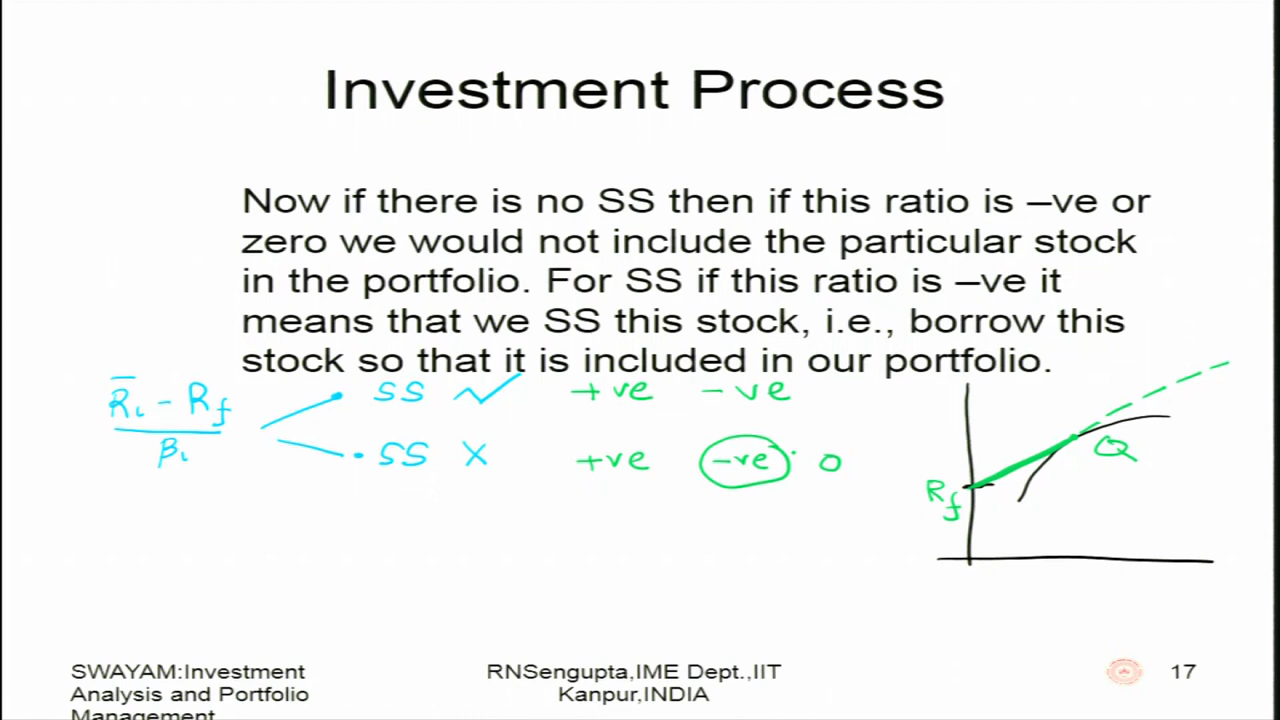 Investment Process
Now if there is no SS then if this ratio is –ve or
zero we would not include the particular stock
in the portfolio. For SS if this ratio is –ve it
means that we SS this stock, i.e., borrow this
stock so that it is included in our portfolio.
R̅i - Rf
βi
SS ✓ +ve -ve
SS X +ve -ve 0
Rf
Q
SWAYAM:Investment
Analysis and Portfolio
Management
RNSengupta,IME Dept.,IIT
Kanpur,INDIA
17